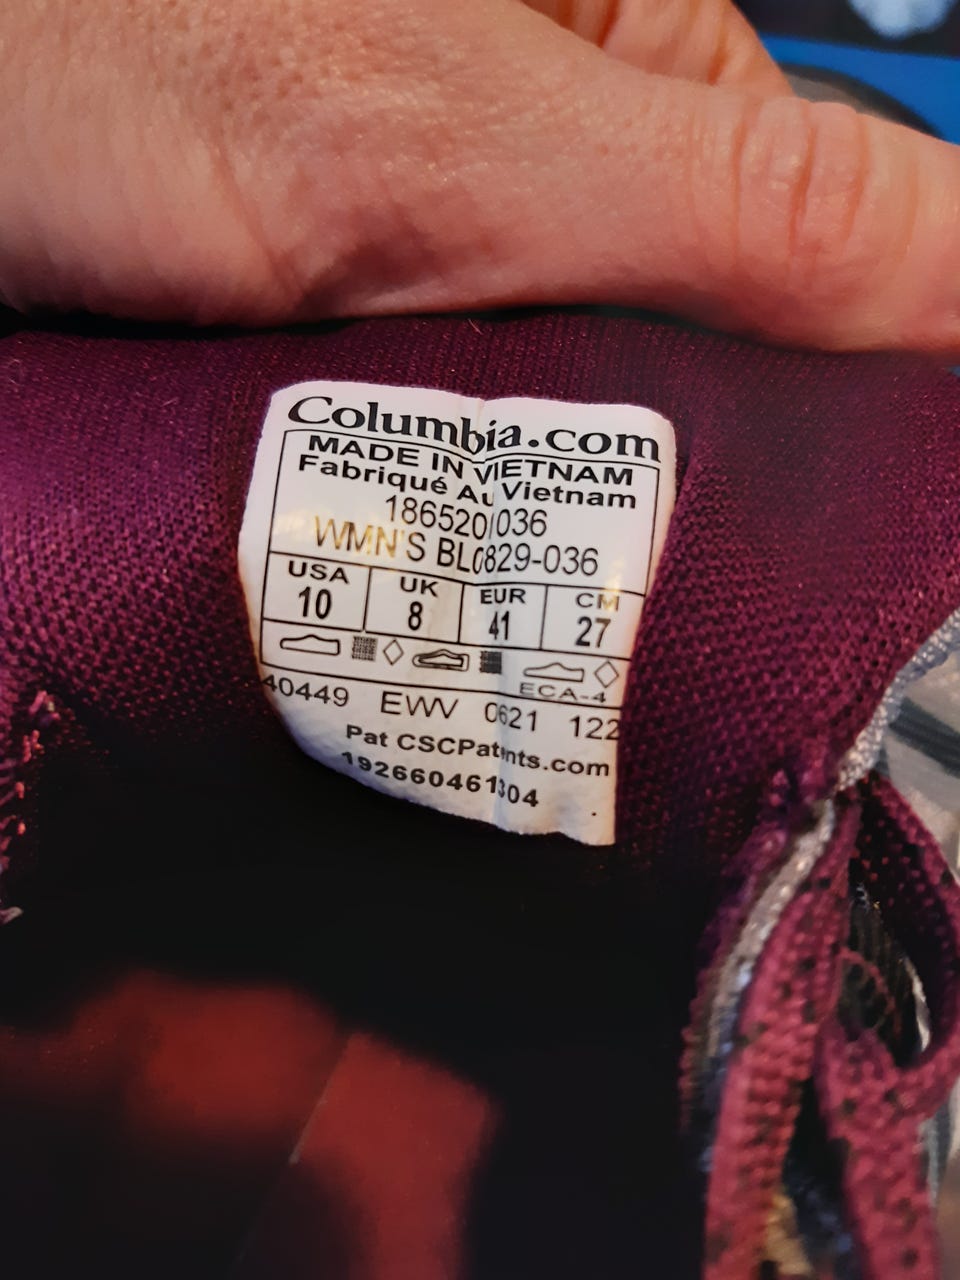 Columbia.com
MADE IN VIETNAM
Fabriqué Au Vietnam
1865201036
WMN'S BL0829-036
USA UK EUR CM
10 8 41 27
ECA-4
40449 EWV 0621 122
Pat CSCPatents.com
192660461304